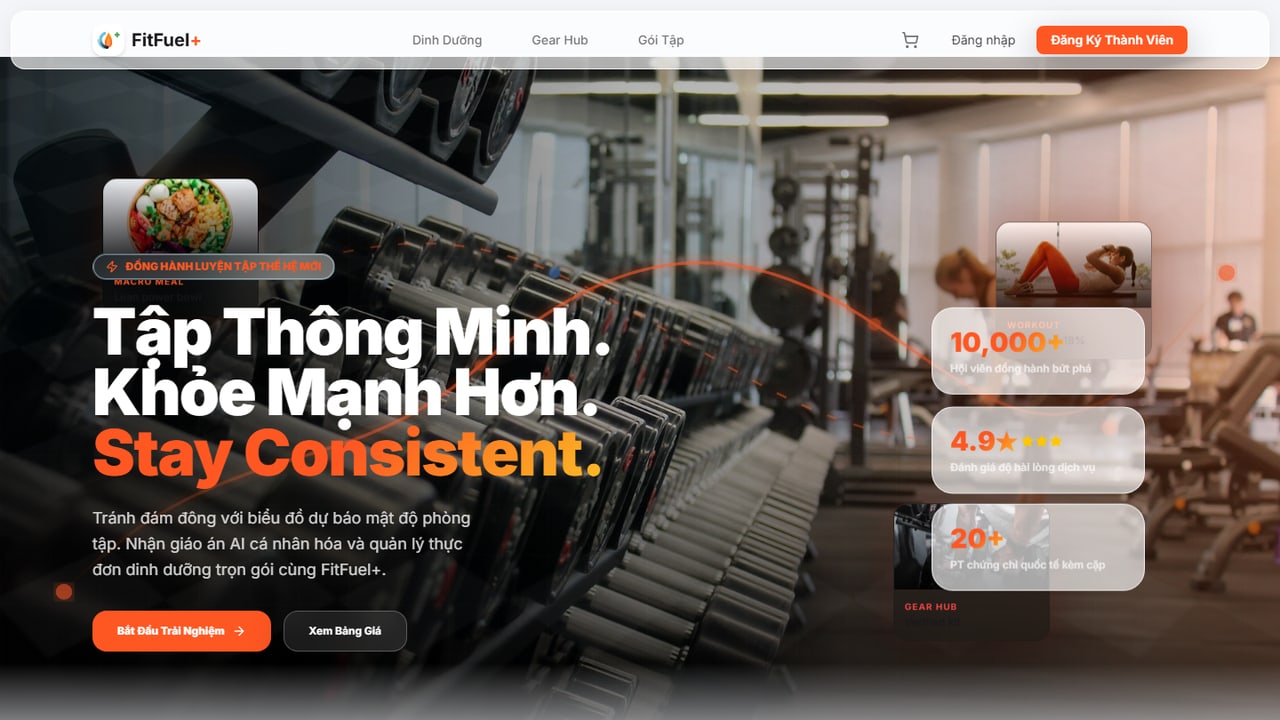 FitFuel+
Dinh Dưỡng
Gear Hub
Gói Tập
Đăng nhập
Đăng Ký Thành Viên
ĐỒNG HÀNH LUYỆN TẬP THẾ HỆ MỚI
MACRO MEAL
Lean power bowl
Tập Thông Minh.
Khỏe Mạnh Hơn.
Stay Consistent.
Tránh đám đông với biểu đồ dự báo mật độ phòng
tập. Nhận giáo án AI cá nhân hóa và quản lý thực
đơn dinh dưỡng trọn gói cùng FitFuel+.
Bắt Đầu Trải Nghiệm →
Xem Bảng Giá
WORKOUT
10,000+
Hội viên đồng hành bứt phá
4.9★★★★
Đánh giá độ hài lòng dịch vụ
20+
PT chứng chỉ quốc tế kèm cặp
GEAR HUB